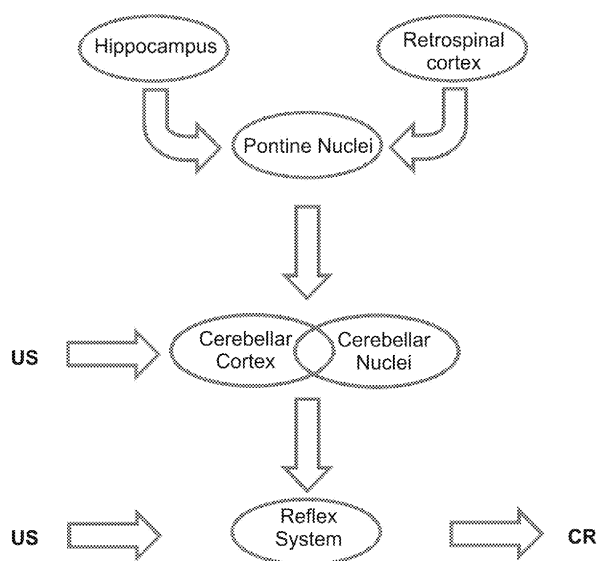 Hippocampus
Retrospinal
cortex
Pontine Nuclei
US
Cerebellar
Cortex
Cerebellar
Nuclei
US
Reflex
System
CR